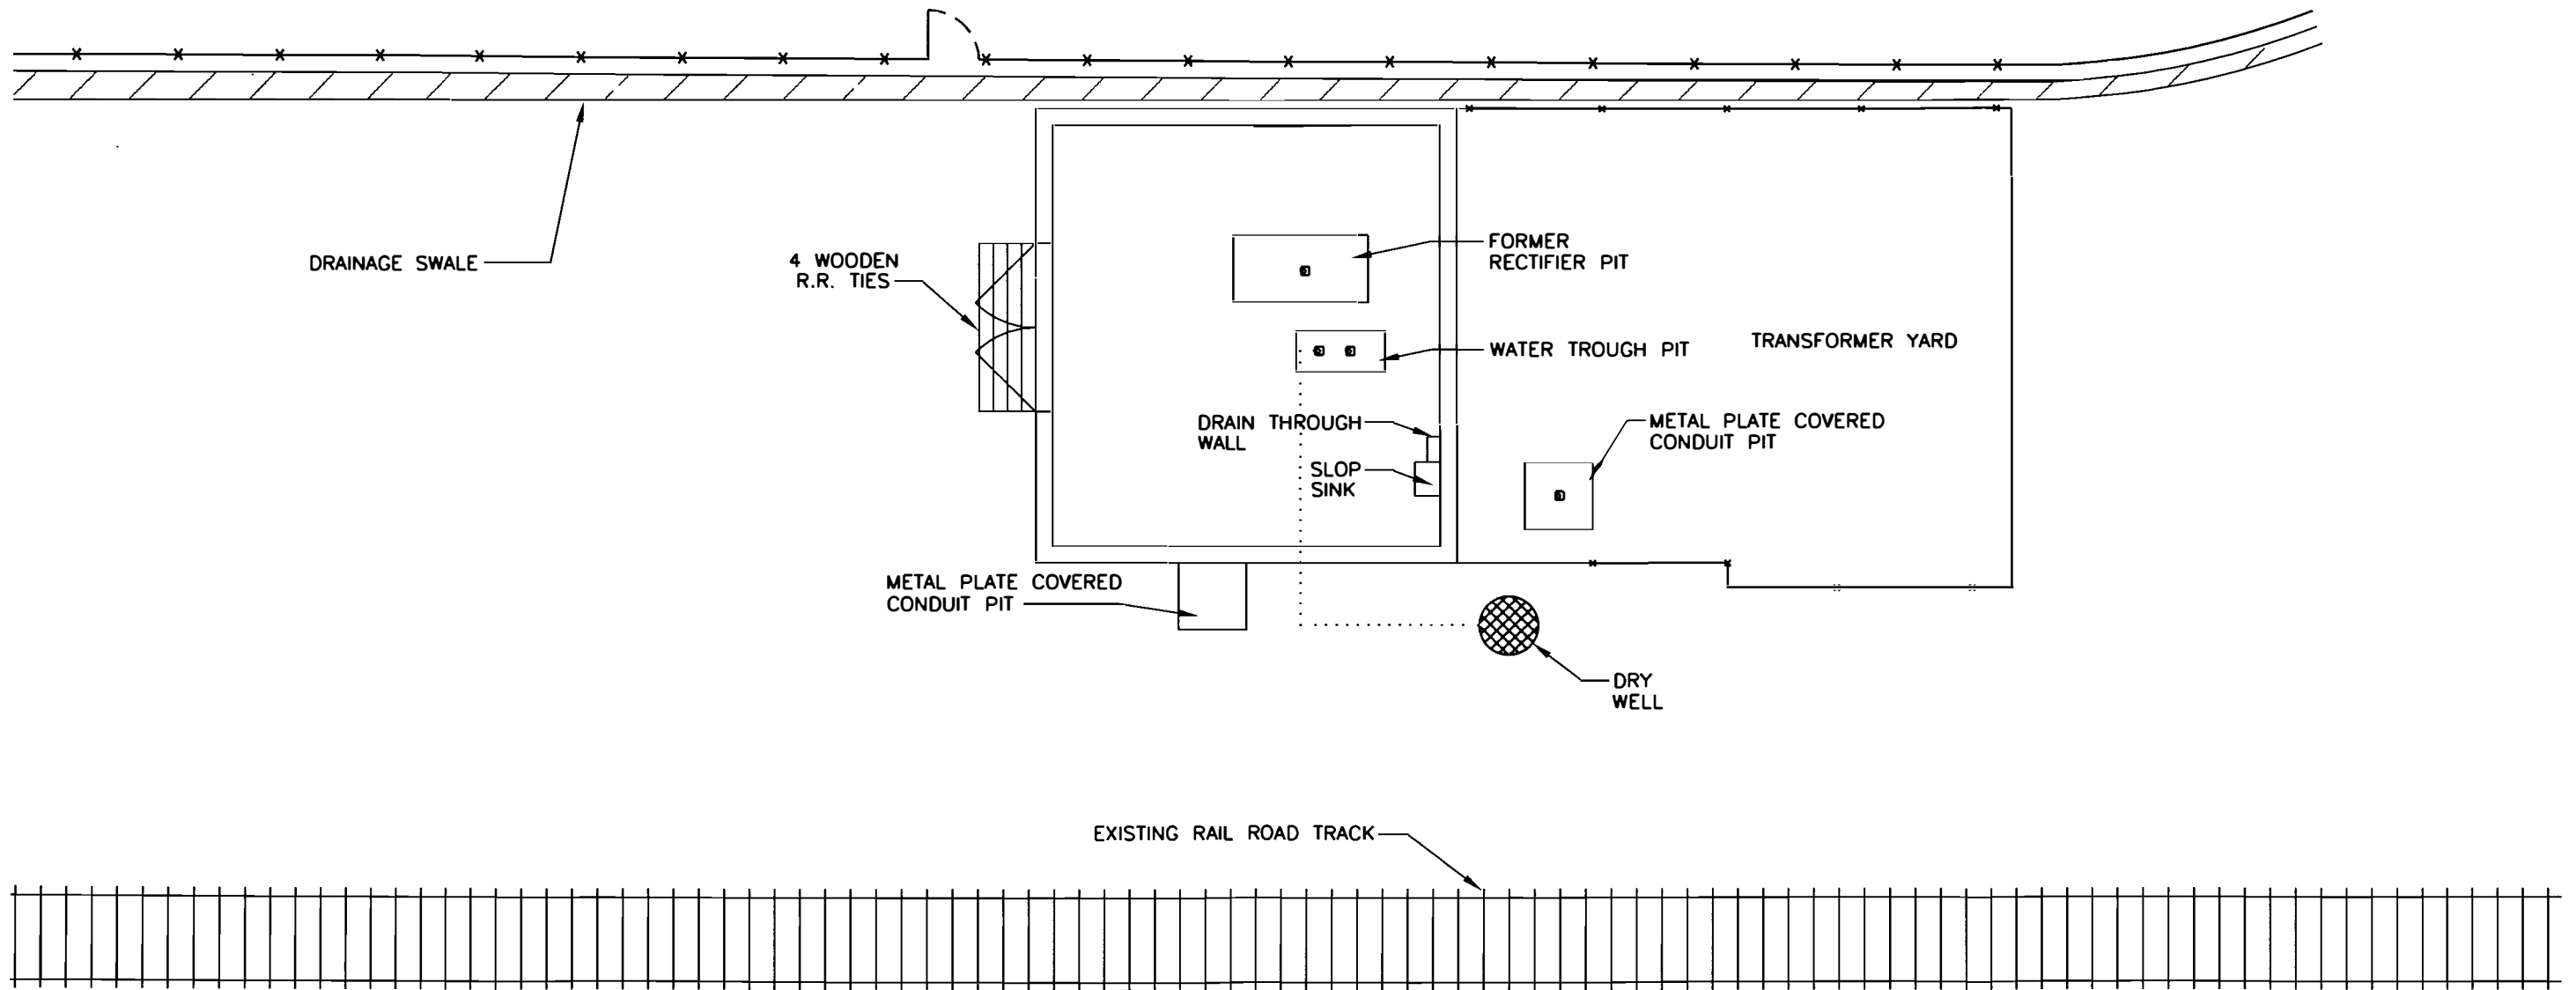 DRAINAGE SWALE
4 WOODEN
R.R. TIES
FORMER
RECTIFIER PIT
WATER TROUGH PIT
TRANSFORMER YARD
DRAIN THROUGH
WALL
SLOP
SINK
METAL PLATE COVERED
CONDUIT PIT
METAL PLATE COVERED
CONDUIT PIT
DRY
WELL
EXISTING RAIL ROAD TRACK